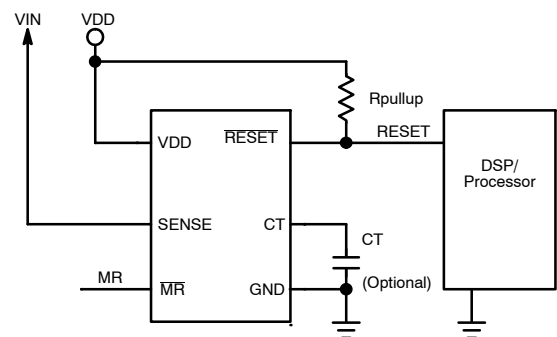 VIN
VDD
Rpullup
VDD
RESET
RESET
DSP/
Processor
SENSE
CT
CT
MR
MR
GND
(Optional)